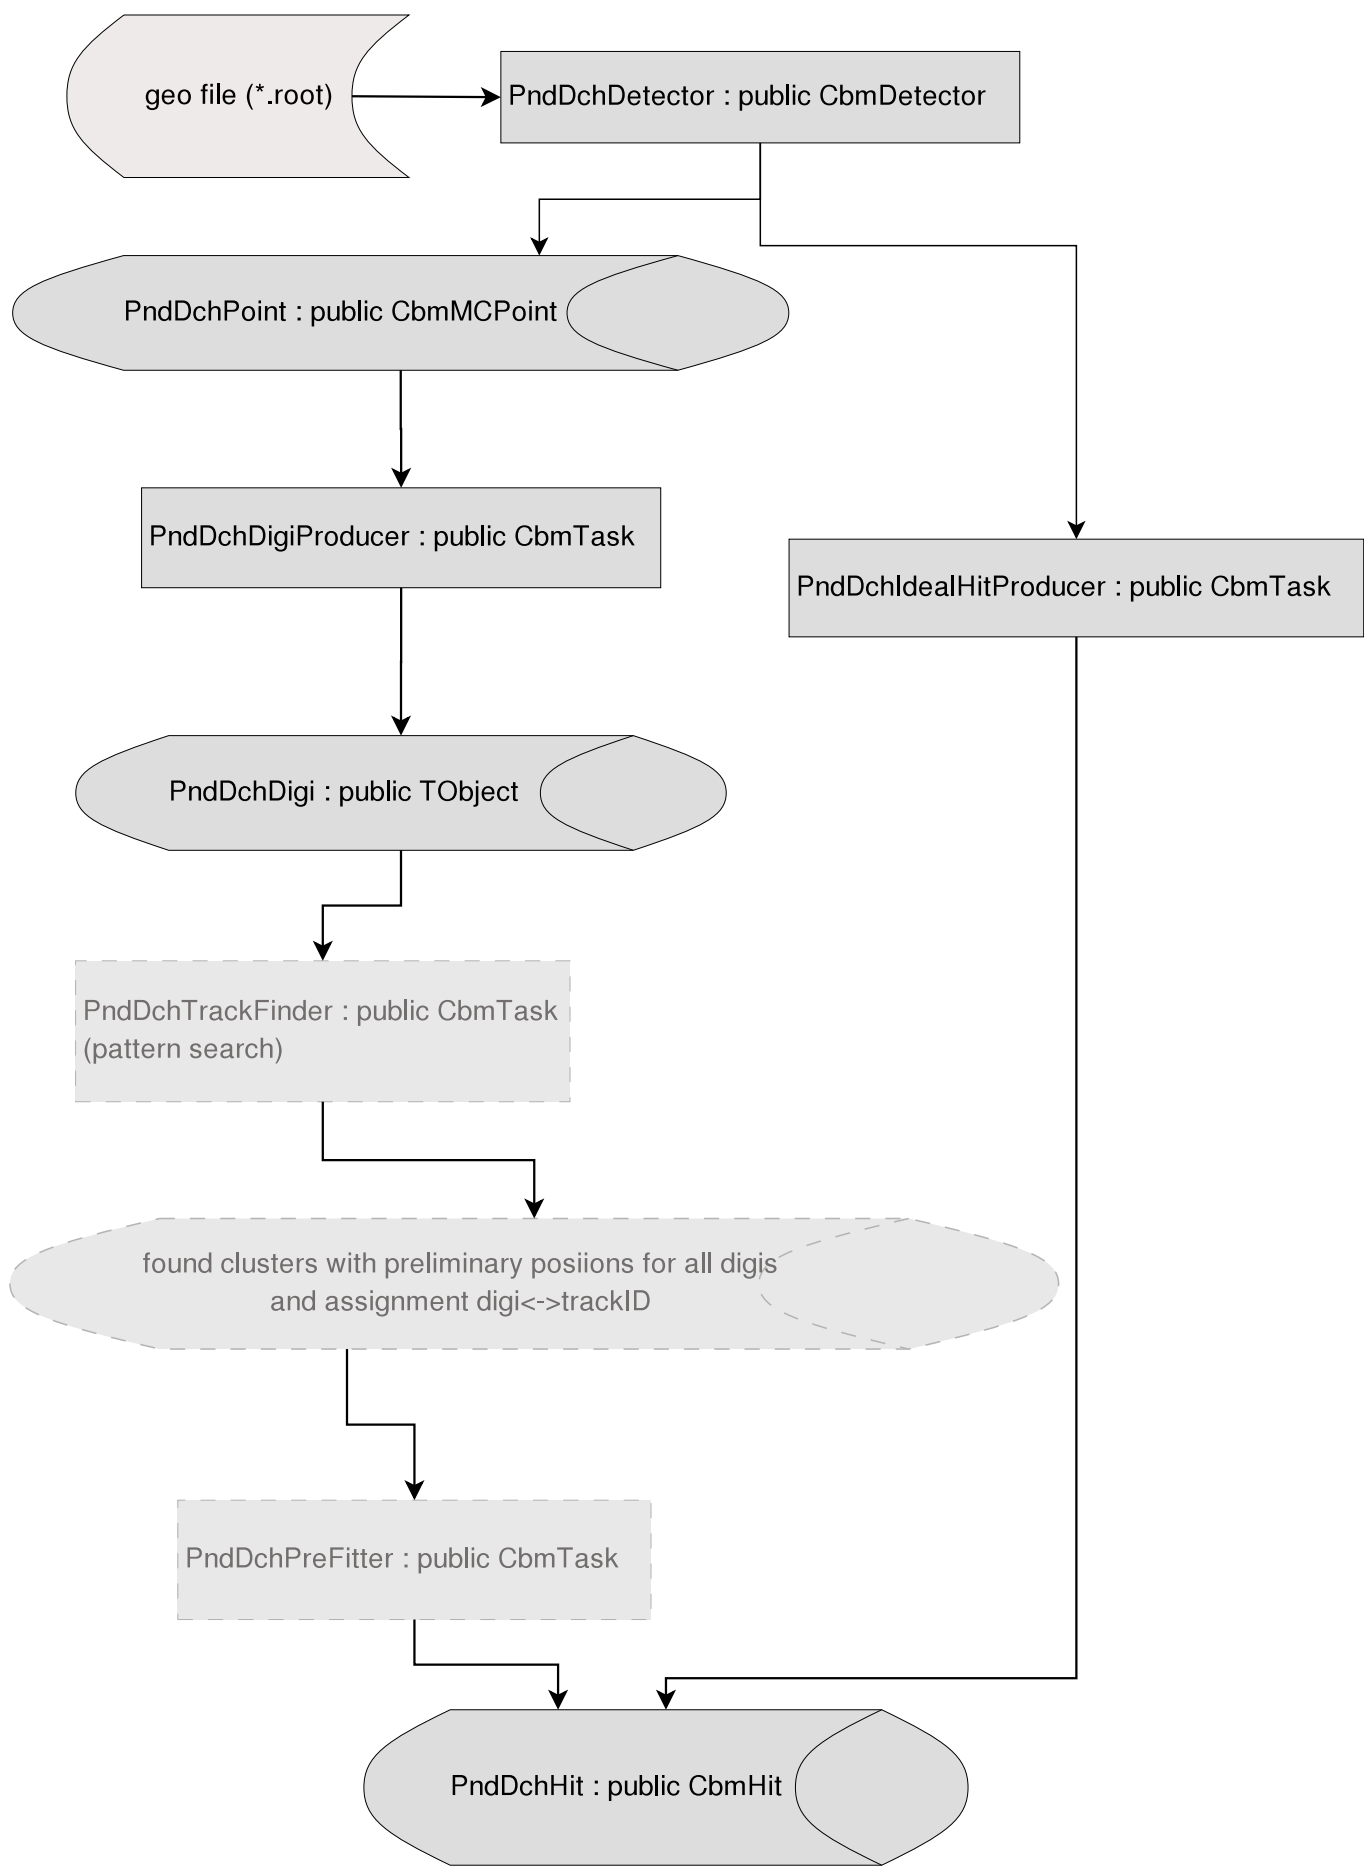 geo file (*.root)
PndDchDetector : public CbmDetector
PndDchPoint : public CbmMCPoint
PndDchDigiProducer : public CbmTask
PndDchIdealHitProducer : public CbmTask
PndDchDigi : public TObject
PndDchTrackFinder : public CbmTask
(pattern search)
found clusters with preliminary posiions for all digis
and assignment digi<->trackID
PndDchPreFitter : public CbmTask
PndDchHit : public CbmHit